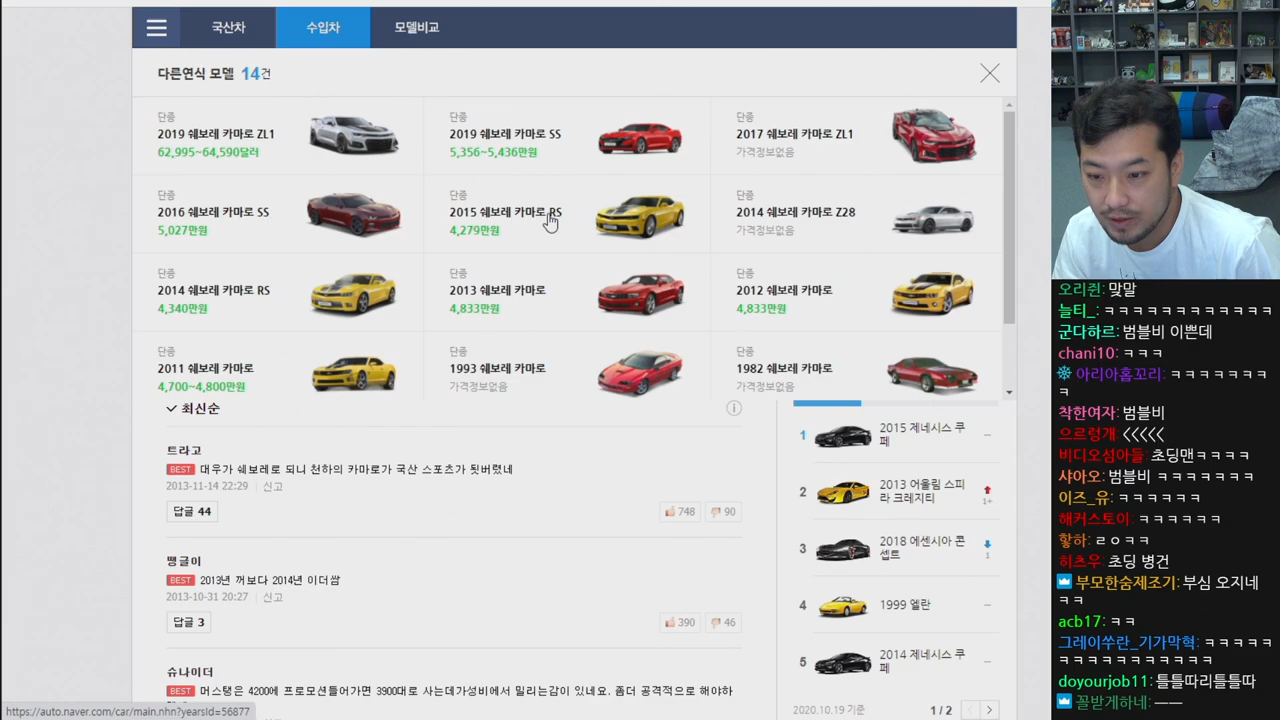 국산차
수입차
모델비교
다른연식 모델 14건
단종
2019 쉐보레 카마로 ZL1
62,995~64,590달러
단종
2019 쉐보레 카마로 SS
5,356~5,436만원
단종
2017 쉐보레 카마로 ZL1
가격정보없음
단종
2016 쉐보레 카마로 SS
5,027만원
단종
2015 쉐보레 카마로 RS
4,279만원
단종
2014 쉐보레 카마로 Z28
가격정보없음
단종
2014 쉐보레 카마로 RS
4,340만원
단종
2013 쉐보레 카마로
4,833만원
단종
2012 쉐보레 카마로
4,833만원
단종
2011 쉐보레 카마로
4,700~4,800만원
단종
1993 쉐보레 카마로
가격정보없음
단종
1982 쉐보레 카마로
가격정보없음
최신순
트라고
BEST 대우가 쉐보레로 되니 천하의 카마로가 국산 스포츠가 됫버렸네
2013-11-14 22:29 신고
답글 44
748
90
땡글이
BEST 2013년 꺼보다 2014년 이더쌈
2013-10-31 20:27 신고
답글 3
390
46
슈나이더
BEST 머스탱은 4200에 프로모션들어가면 3900대로 사는데가성비에서 밀리는감이 있네요. 좀더 공격적으로 해야하
1 2015 제네시스 쿠
페
2 2013 어울림 스피
라 크레지티
1+
3 2018 에센시아 콘
셉트
1
4 1999 엘란
5 2014 제네시스 쿠
페
2020.10.19 기준
1 / 2
https://auto.naver.com/car/main.nhn?yearsId=56877
오리쥔: 맞말
늘티_: ㅋㅋㅋㅋㅋㅋㅋㅋㅋㅋㅋㅋ
군다하르: 범블비 이쁜데
chani10: ㅋㅋㅋ
아리아홉꼬리: ㅋㅋㅋㅋㅋㅋㅋ
ㅋ
착한여자: 범블비
으르렁개: <<<<<
비디오섬아들: 초딩맨ㅋㅋㅋㅋ
샤아오: 범블비 ㅋㅋㅋㅋㅋㅋㅋ
이즈_유: ㅋㅋㅋㅋㅋㅋ
해커스토이: ㅋㅋㅋㅋㅋㅋ
핳하: ㄹㅇㅋㅋ
히츠우: 초딩 병건
부모한숨제조기: 부심 오지네
ㅋㅋ
acb17: ㅋㅋ
그레이쑤란_기가막혁: ㅋㅋㅋㅋㅋ
ㅋㅋㅋㅋㅋㅋㅋㅋㅋㅋㅋ
doyourjob11: 틀틀따리틀틀따
꼴받게하네: ㅡㅡ